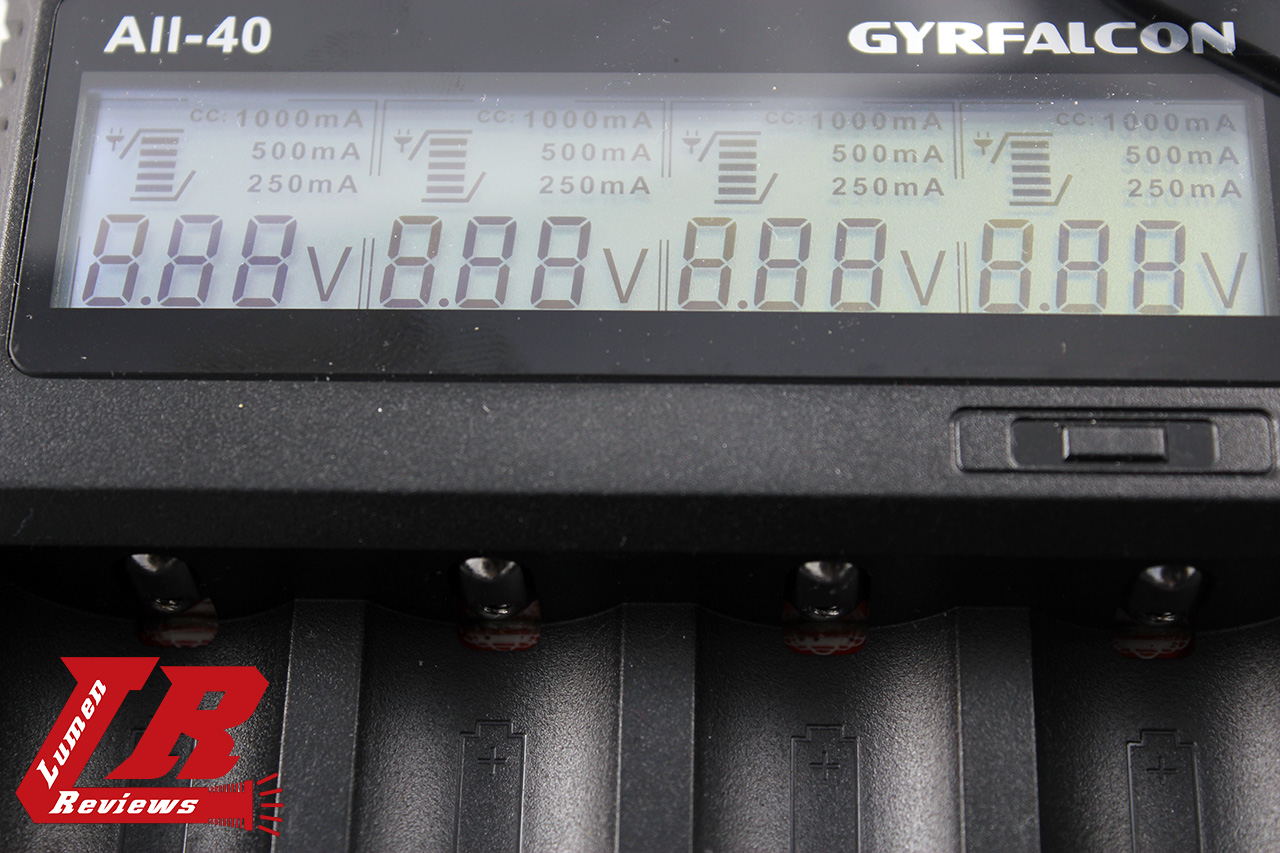 All-40 GYRFALCON
CC: 1000mA CC: 1000mA CC: 1000mA CC: 1000mA
500mA 500mA 500mA 500mA
250mA 250mA 250mA 250mA
8.88V 8.88V 8.88V 8.88V
+ + +
LR
Lumen
Reviews